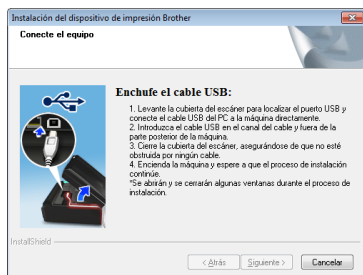 Instalación del dispositivo de impresión Brother
Conecte el equipo
Enchufe el cable USB:
1. Levante la cubierta del escáner para localizar el puerto USB y
conecte el cable USB del PC a la máquina directamente.
2. Introduzca el cable USB en el canal del cable y fuera de la
parte posterior de la máquina.
3. Cierre la cubierta del escáner, asegurándose de que no esté
obstruida por ningún cable.
4. Encienda la máquina y espere a que el proceso de instalación
continúe.
*Se abrirán y se cerrarán algunas ventanas durante el proceso de
instalación.
InstallShield
< Atrás
Siguiente >
Cancelar